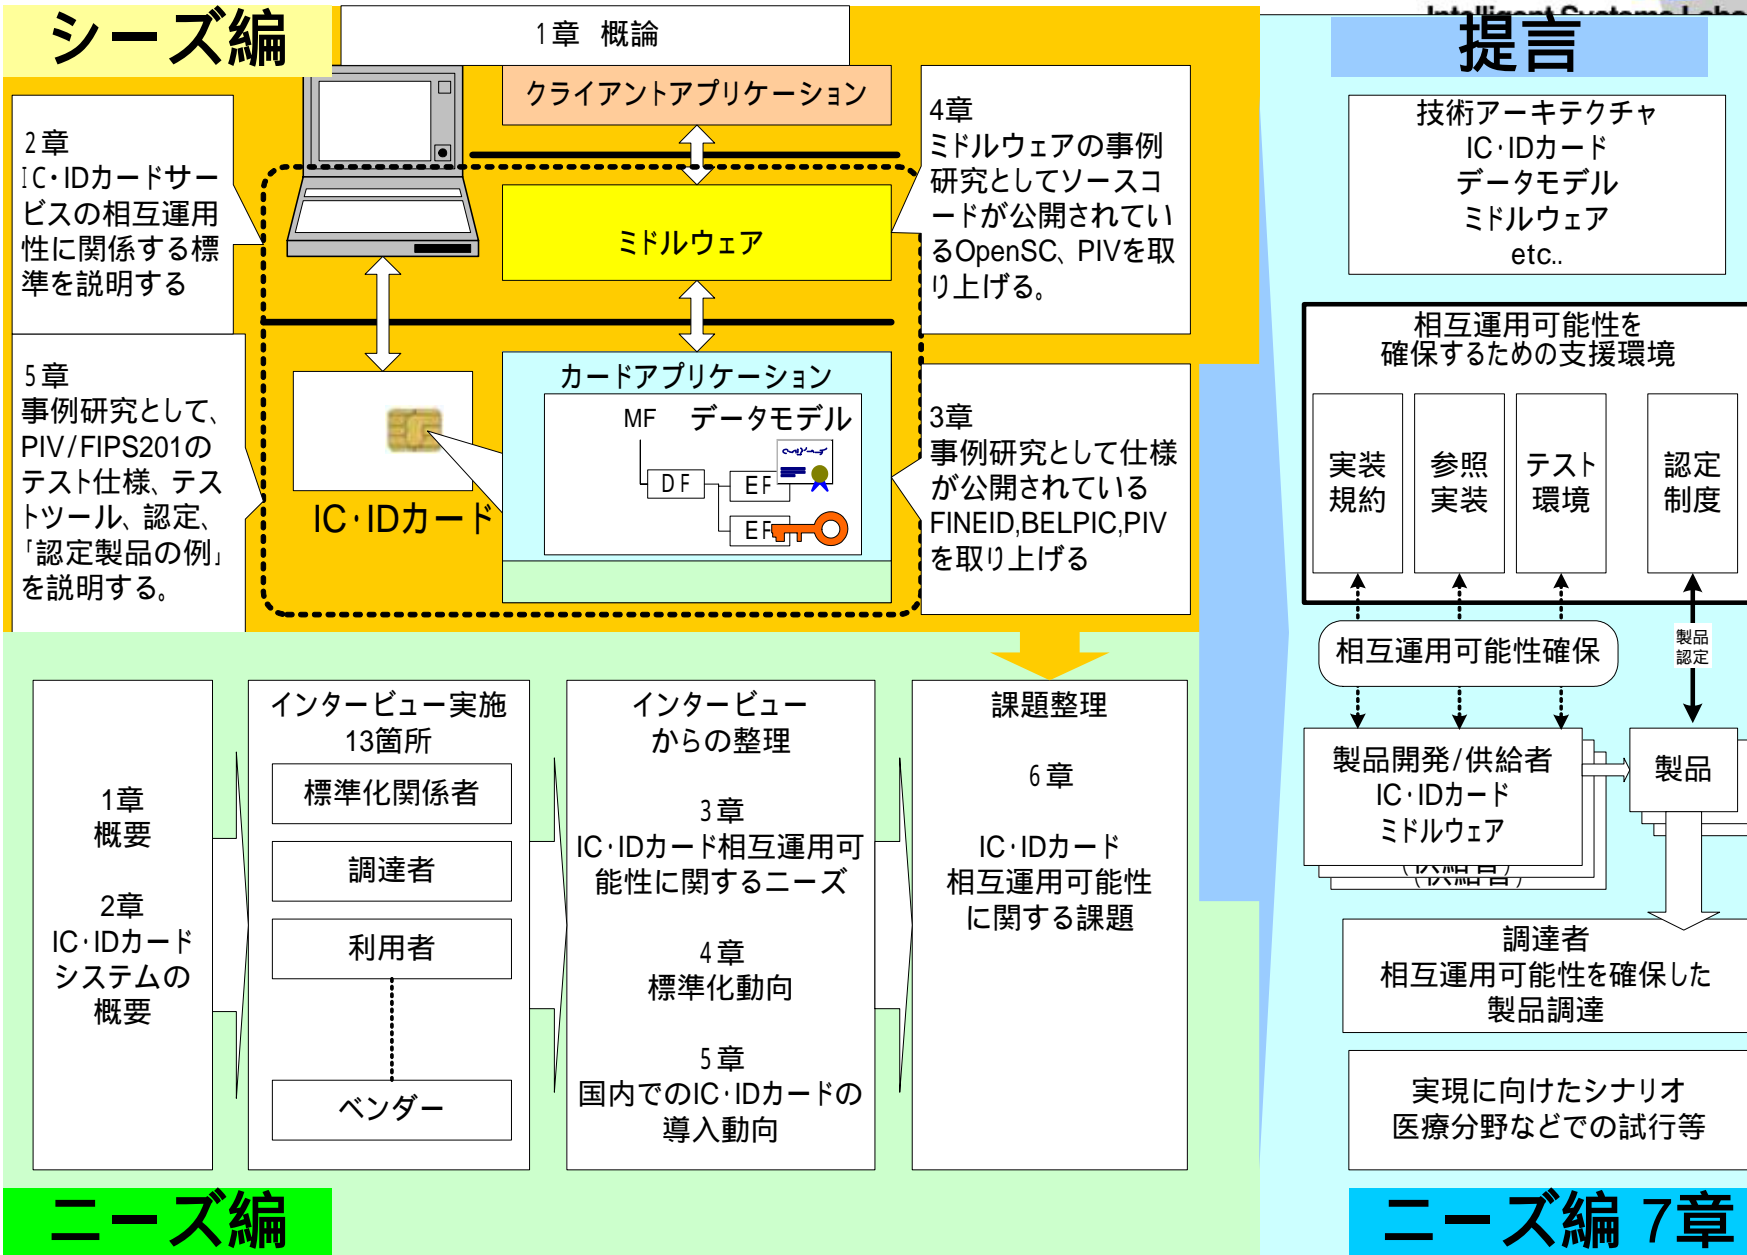 Intelligent Systems Labo
シーズ編
1章 概論
クライアントアプリケーション
2章
IC・IDカードサー
ビスの相互運用
性に関係する標
準を説明する
ミドルウェア
4章
ミドルウェアの事例
研究としてソースコ
ードが公開されてい
るOpenSC、PIVを取
り上げる。
5章
事例研究として、
PIV/FIPS201の
テスト仕様、テス
トツール、認定、
「認定製品の例」
を説明する。
IC・IDカード
カードアプリケーション
MF データモデル
DF
EF
EF
3章
事例研究として仕様
が公開されている
FINEID,BELPIC,PIV
を取り上げる
1章
概要
2章
IC・IDカード
システムの
概要
インタービュー実施
13箇所
標準化関係者
調達者
利用者
ベンダー
インタービュー
からの整理
3章
IC・IDカード相互運用可
能性に関するニーズ
4章
標準化動向
5章
国内でのIC・IDカードの
導入動向
課題整理
6章
IC・IDカード
相互運用可能性
に関する課題
ニーズ編
提言
技術アーキテクチャ
IC・IDカード
データモデル
ミドルウェア
etc..
相互運用可能性を
確保するための支援環境
実装
規約
参照
実装
テスト
環境
認定
制度
相互運用可能性確保
製品
認定
製品開発/供給者
IC・IDカード
ミドルウェア
製品
調達者
相互運用可能性を確保した
製品調達
実現に向けたシナリオ
医療分野などでの試行等
ニーズ編 7章